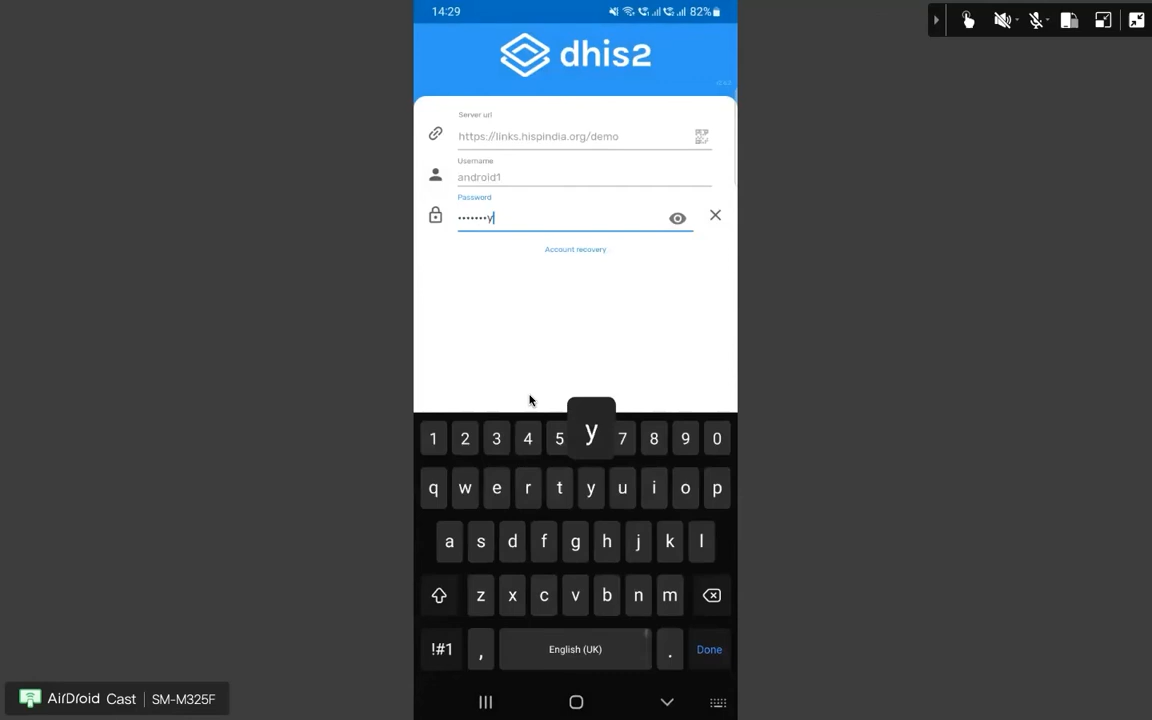 14:29
82%
dhis2
Server url
https://links.hispindia.org/demo
Username
android1
Password
•••••••y
Account recovery
y
1 2 3 4 5 7 8 9 0
q w e r t y u i o p
a s d f g h j k l
z x c v b n m
!#1 , English (UK) . Done
AirDroid Cast | SM-M325F